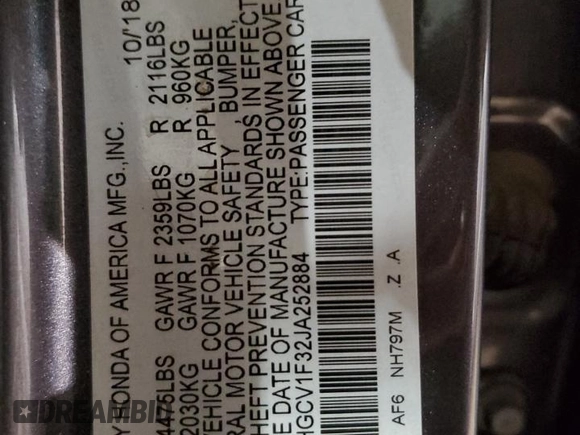 Y HONDA OF AMERICA MFG.,INC. 10/18
4475LBS GAWR F 2359LBS R 2116LBS
2030KG GAWR F 1070KG R 960KG
VEHICLE CONFORMS TO ALL APPLICABLE
RAL MOTOR VEHICLE SAFETY, BUMPER,
HEFT PREVENTION STANDARDS IN EFFECT
E DATE OF MANUFACTURE SHOWN ABOVE
HGCV1F32JA252884 TYPE:PASSENGER CAR
AF6 NH797M .Z .A
DREAMBID